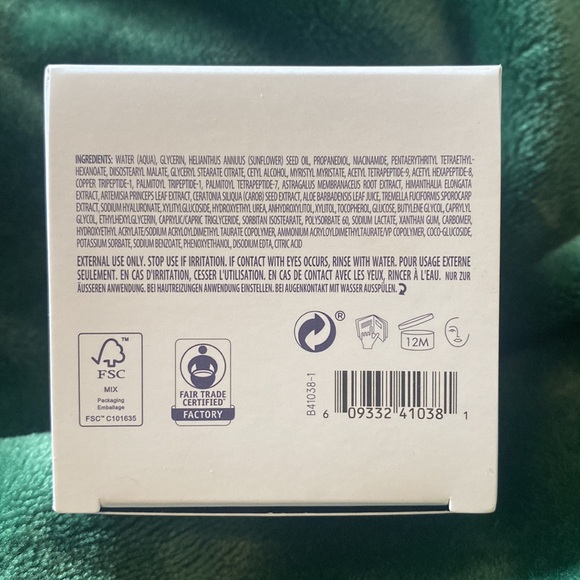 INGREDIENTS: WATER (AQUA), GLYCERIN, HELIANTHUS ANNUUS (SUNFLOWER) SEED OIL, PROPANEDIOL, NIACINAMIDE, PENTAERYTHRITYL TETRAETHYL-
HEXANOATE, DIISOSTEARYL MALATE, GLYCERYL STEARATE CITRATE, CETYL ALCOHOL, MYRISTYL MYRISTATE, ACETYL TETRAPEPTIDE-9, ACETYL HEXAPEPTIDE-8,
COPPER TRIPEPTIDE-1, PALMITOYL TRIPEPTIDE-1, PALMITOYL TETRAPEPTIDE-7, ASTRAGALUS MEMBRANACEUS ROOT EXTRACT, HIMANTHALIA ELONGATA
EXTRACT, ARTEMISIA PRINCEPS LEAF EXTRACT, CERATONIA SILIQUA (CAROB) SEED EXTRACT, ALOE BARBADENSIS LEAF JUICE, TREMELLA FUCIFORMIS SPOROCARP
EXTRACT, SODIUM HYALURONATE, XYLITYLGLUCOSIDE, HYDROXYETHYL UREA, ANHYDROXYLITOL, XYLITOL, TOCOPHEROL, GLUCOSE, BUTYLENE GLYCOL, CAPRYLYL
GLYCOL, ETHYLHEXYLGLYCERIN, CAPRYLIC/CAPRIC TRIGLYCERIDE, SORBITAN ISOSTEARATE, POLYSORBATE 60, SODIUM LACTATE, XANTHAN GUM, CARBOMER,
HYDROXYETHYL ACRYLATE/SODIUM ACRYLOYLDIMETHYL TAURATE COPOLYMER, AMMONIUM ACRYLOYLDIMETHYLTAURATE/VP COPOLYMER, COCO-GLUCOSIDE,
POTASSIUM SORBATE, SODIUM BENZOATE, PHENOXYETHANOL, DISODIUM EDTA, CITRIC ACID
EXTERNAL USE ONLY. STOP USE IF IRRITATION. IF CONTACT WITH EYES OCCURS, RINSE WITH WATER. POUR USAGE EXTERNE
SEULEMENT. EN CAS D'IRRITATION, CESSER L'UTILISATION. EN CAS DE CONTACT AVEC LES YEUX, RINCER À L'EAU. NUR ZUR
ÄUSSEREN ANWENDUNG. BEI HAUTREIZUNGEN ANWENDUNG EINSTELLEN. BEI AUGENKONTAKT MIT WASSER AUSSPÜLEN.
®
12M
™
FSC
MIX
Packaging
Emballage
FSC™ C101635
FAIR TRADE
CERTIFIED™
FACTORY
B41038-1
6 09332 41038 1